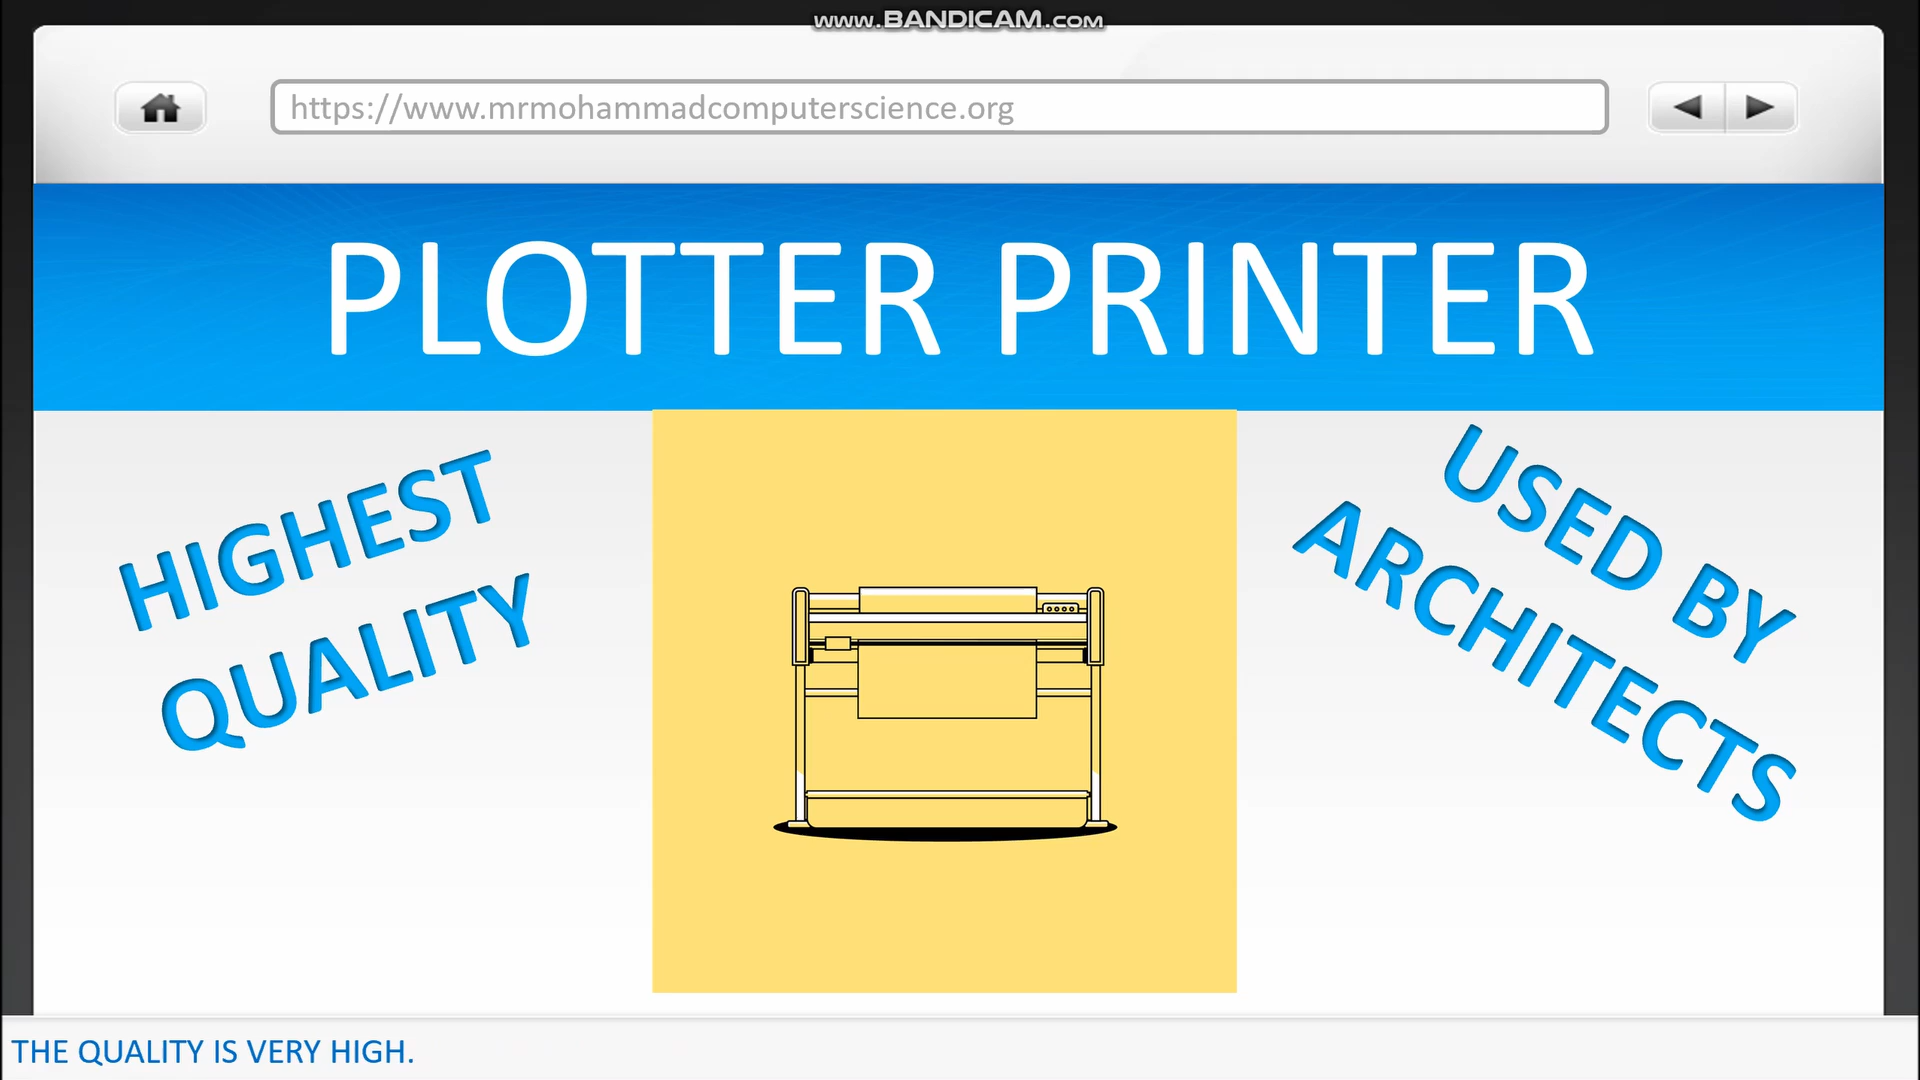 www.BANDICAM.com
https://www.mrmohammadcomputerscience.org
PLOTTER PRINTER
HIGHEST
QUALITY
USED BY
ARCHITECTS
THE QUALITY IS VERY HIGH.